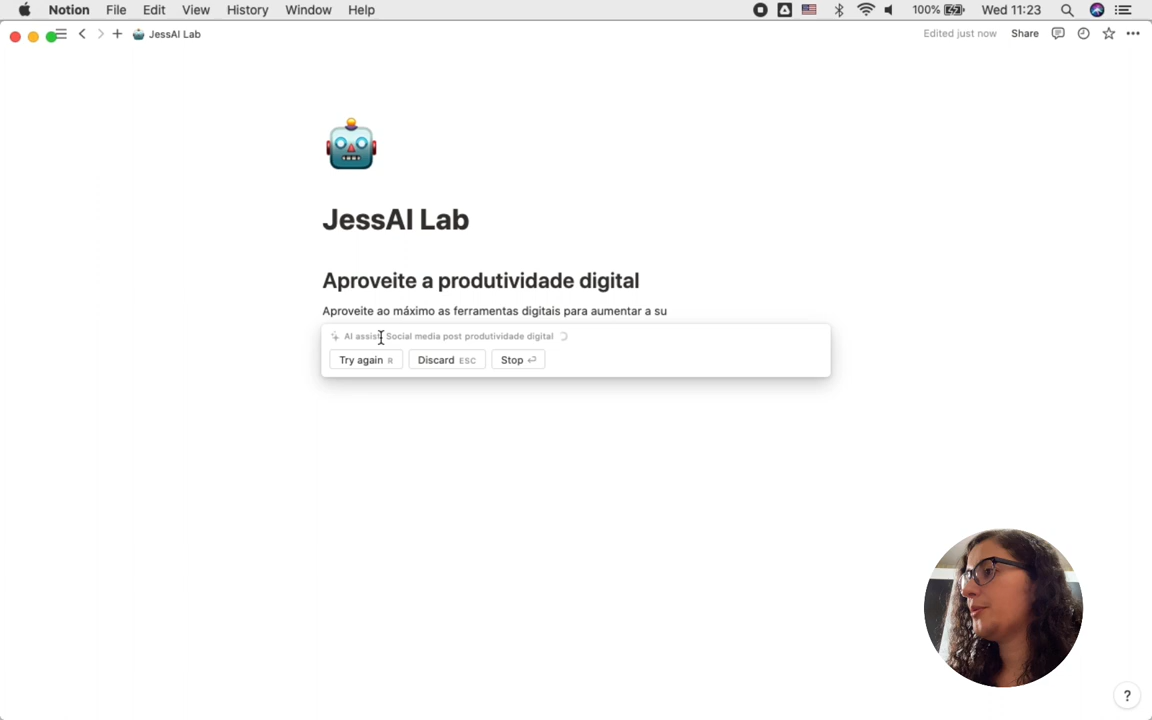 Notion File Edit View History Window Help 100% Wed 11:23
JessAI Lab Edited just now Share
JessAI Lab
Aproveite a produtividade digital
Aproveite ao máximo as ferramentas digitais para aumentar a su
AI assist: Social media post produtividade digital
Try again R Discard ESC Stop
?